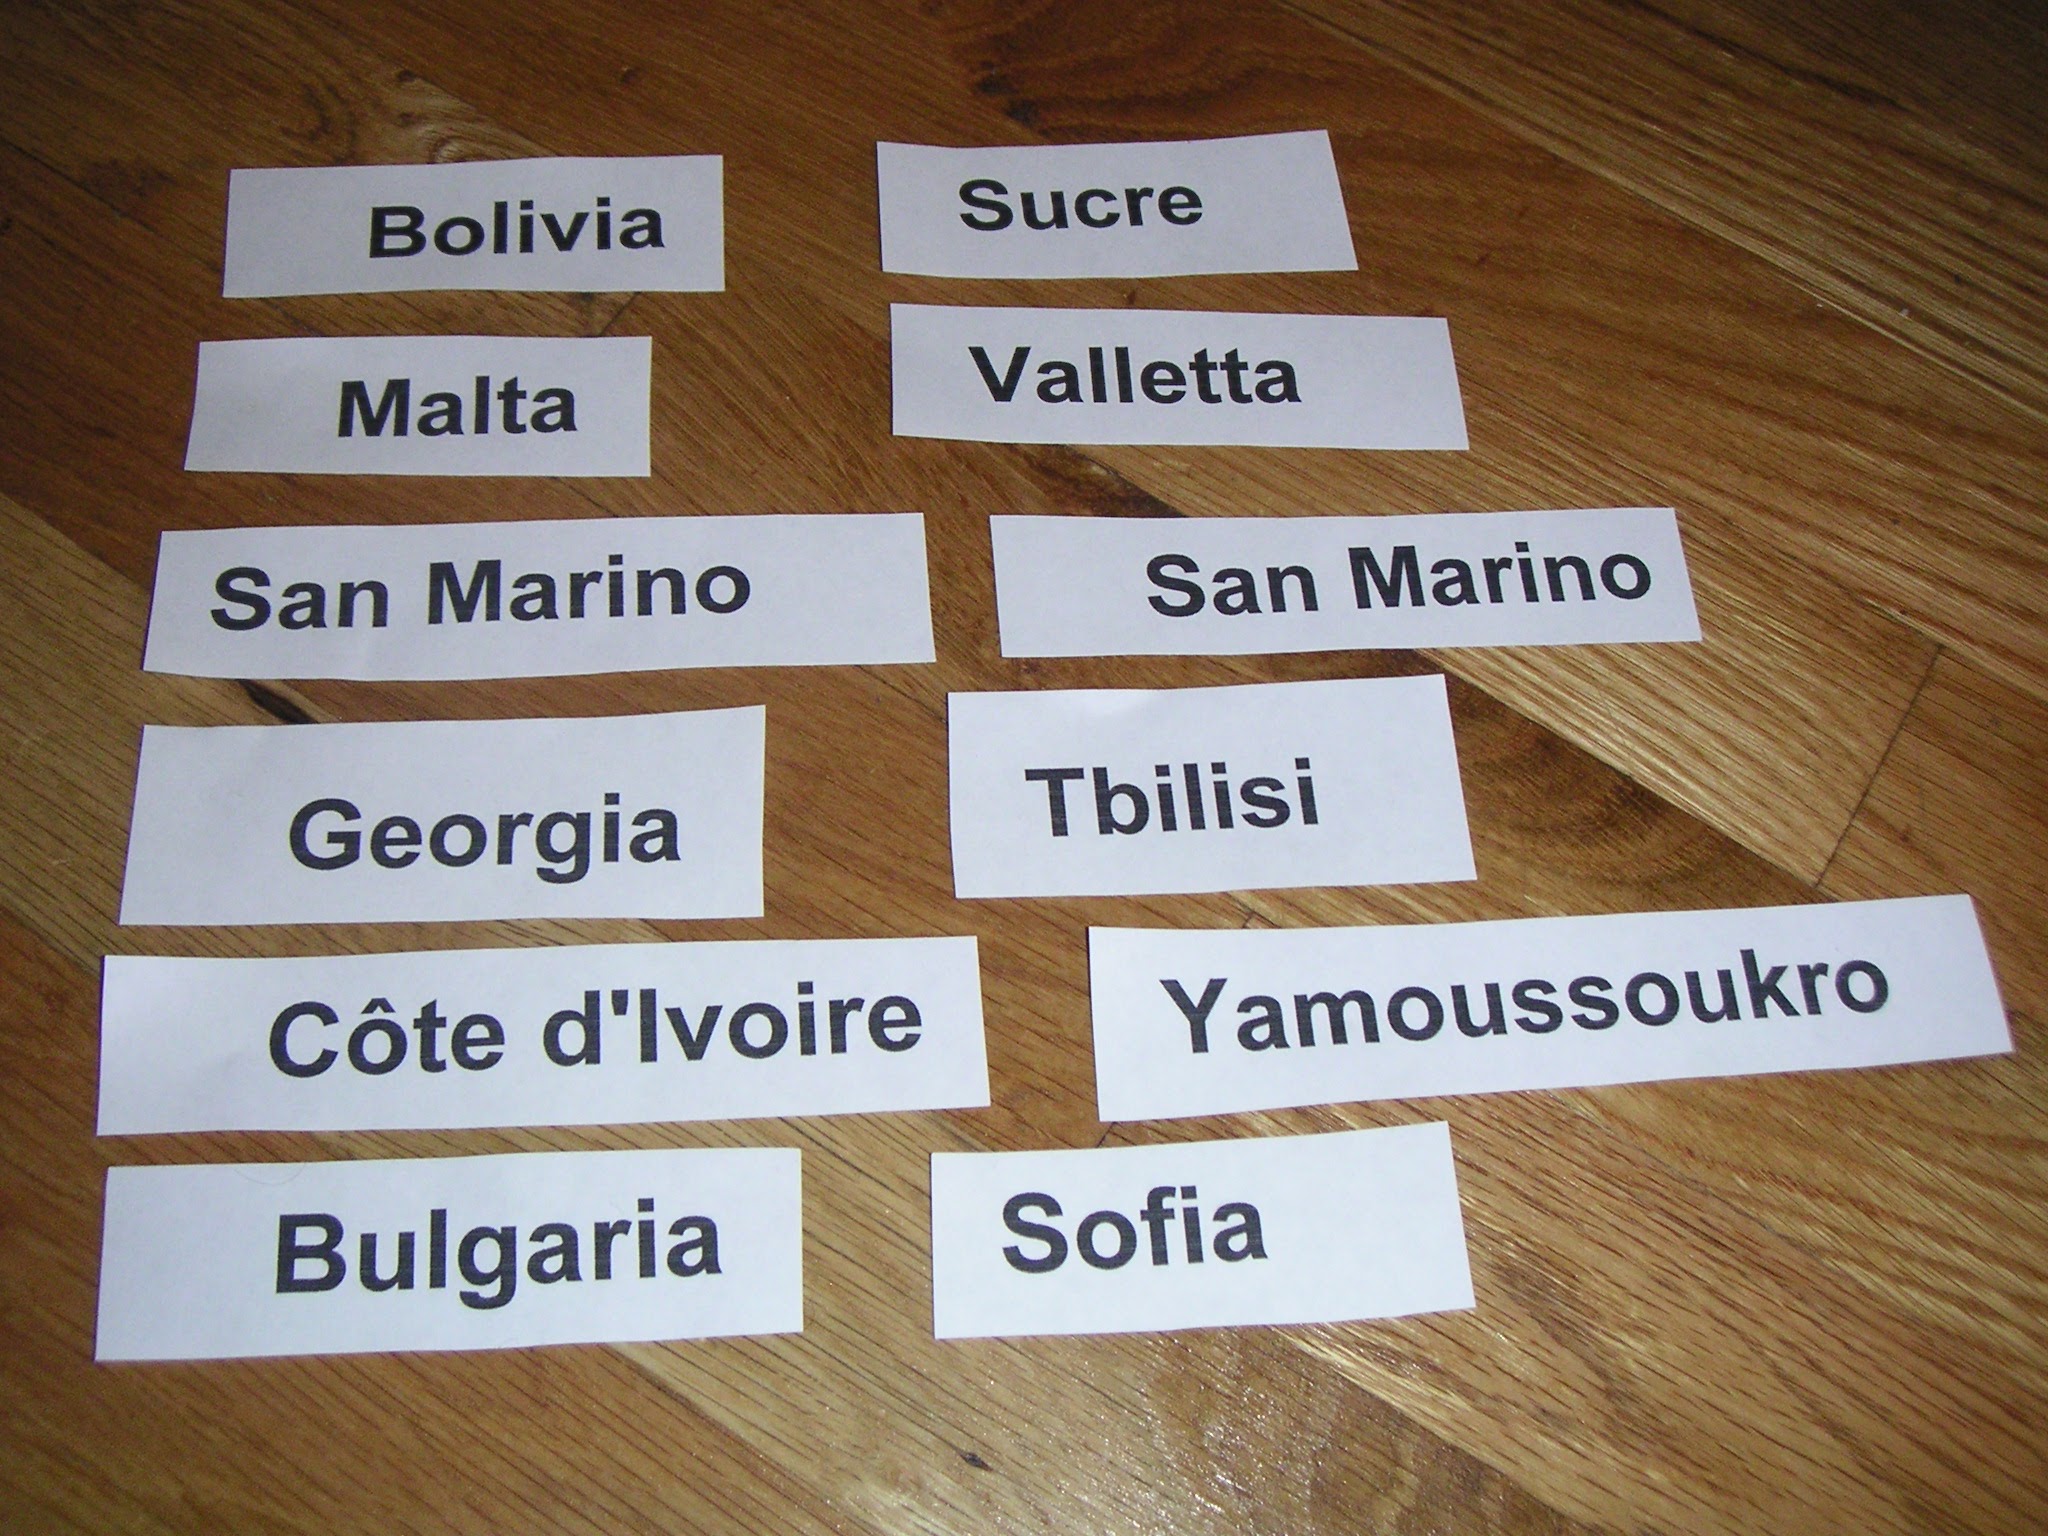 Bolivia Sucre
Malta Valletta
San Marino San Marino
Georgia Tbilisi
Côte d'Ivoire Yamoussoukro
Bulgaria Sofia